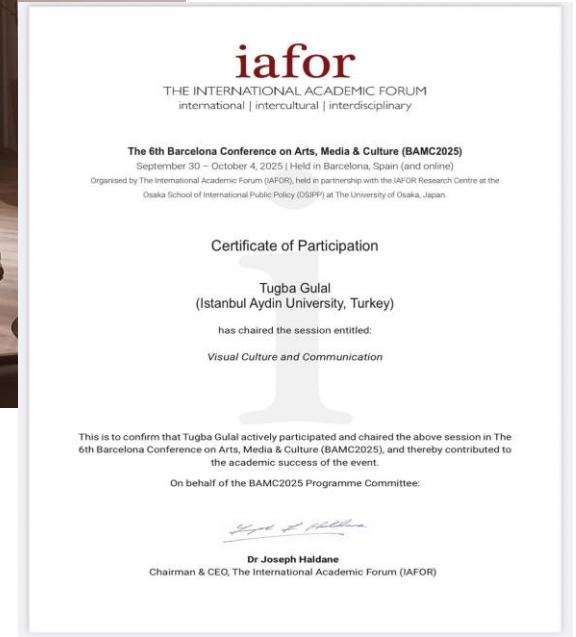 iafor
THE INTERNATIONAL ACADEMIC FORUM
international | intercultural | interdisciplinary
The 6th Barcelona Conference on Arts, Media & Culture (BAMC2025)
September 30 – October 4, 2025 | Held in Barcelona, Spain (and online)
Organised by The International Academic Forum (IAFOR), held in partnership with the IAFOR Research Centre at the
Osaka School of International Public Policy (OSIPP) at The University of Osaka, Japan.
Certificate of Participation
Tugba Gulal
(Istanbul Aydin University, Turkey)
has chaired the session entitled:
Visual Culture and Communication
This is to confirm that Tugba Gulal actively participated and chaired the above session in The
6th Barcelona Conference on Arts, Media & Culture (BAMC2025), and thereby contributed to
the academic success of the event.
On behalf of the BAMC2025 Programme Committee:
Dr Joseph Haldane
Chairman & CEO, The International Academic Forum (IAFOR)